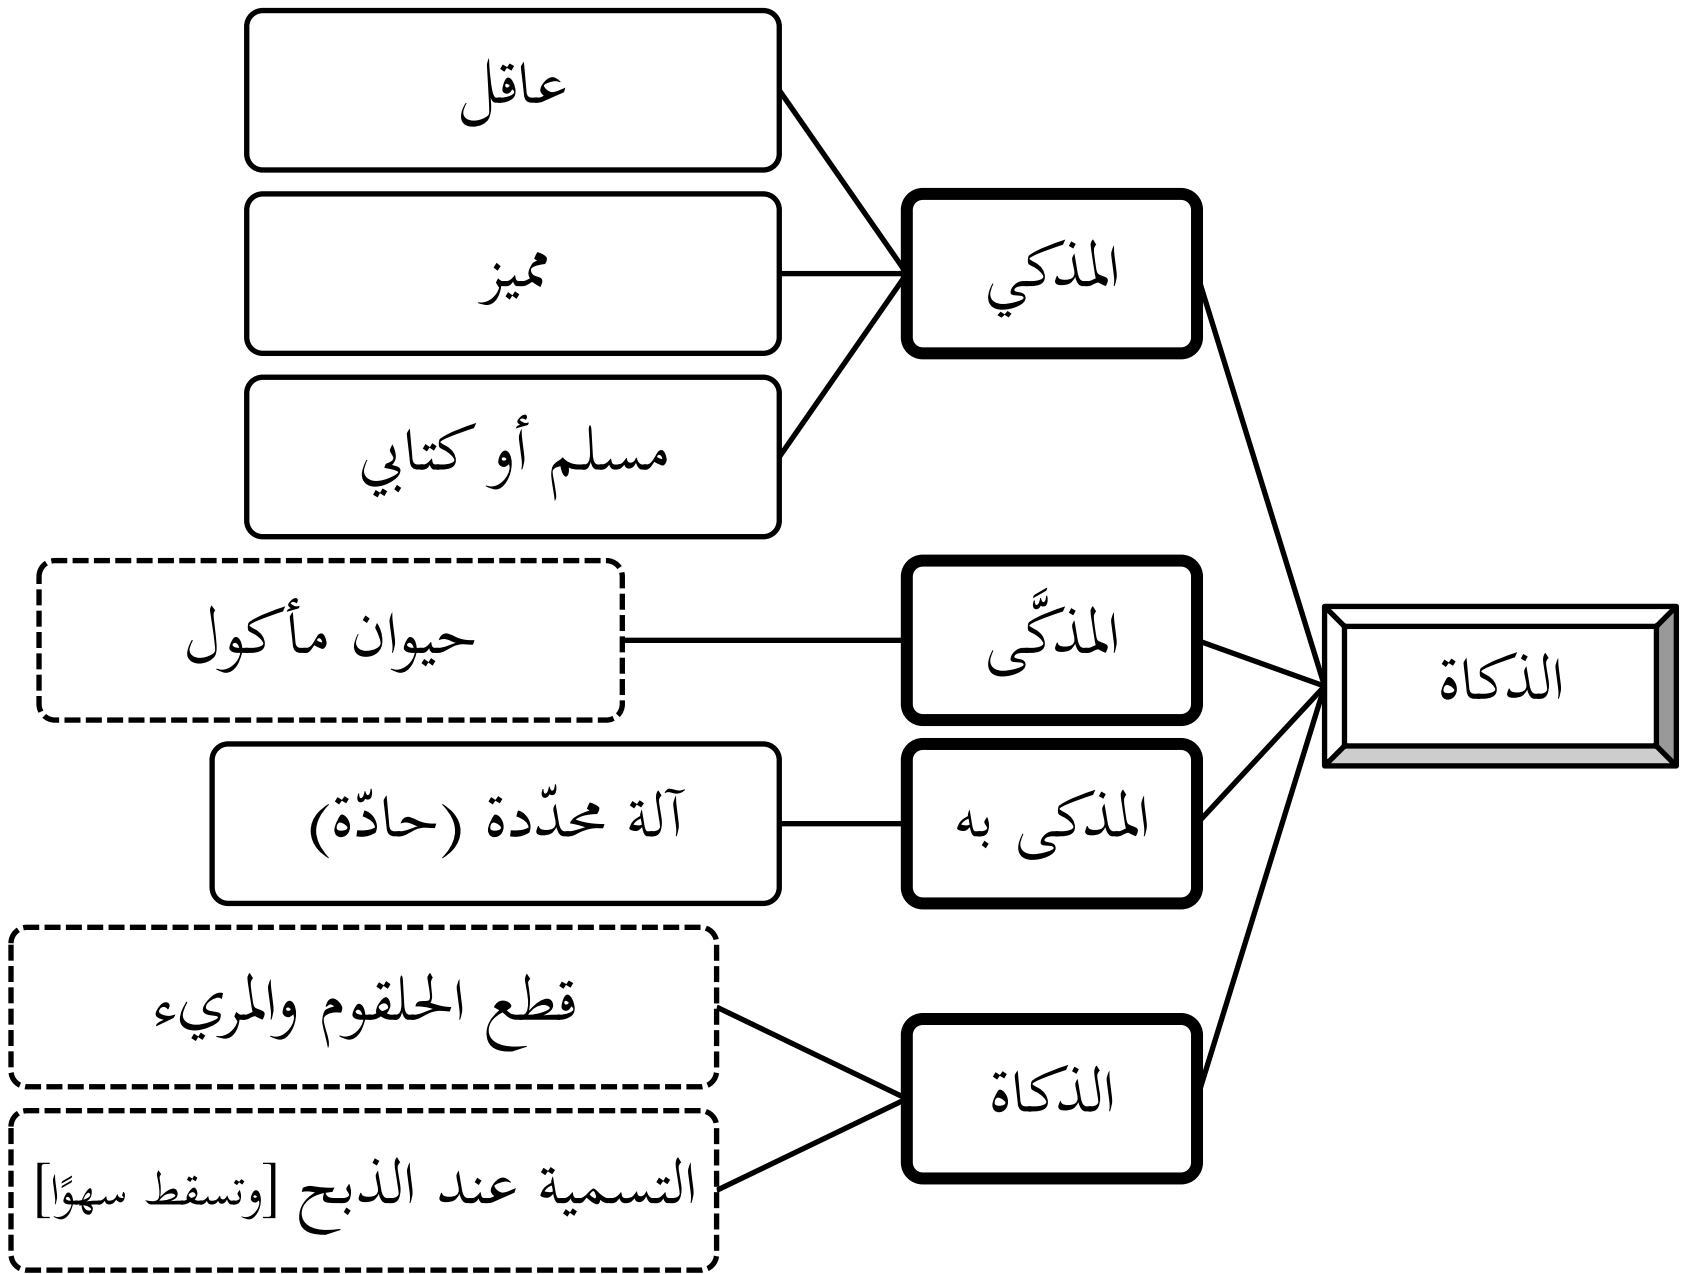 الذكاة
المذكي
عاقل
مميز
مسلم أو كتابي
المذكَّى
حيوان مأكول
المذكى به
آلة محدّدة (حادّة)
الذكاة
قطع الحلقوم والمريء
التسمية عند الذبح [وتسقط سهوًا]